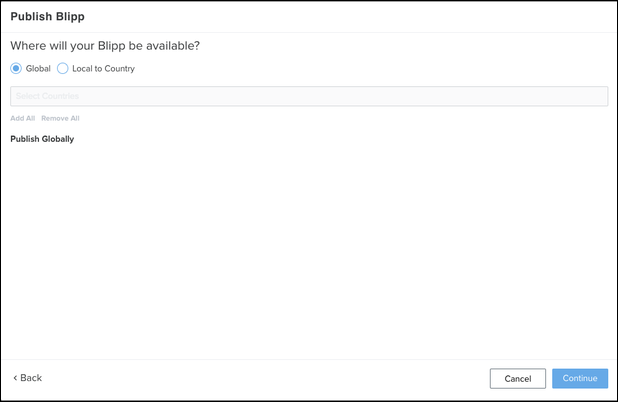 Publish Blipp
Where will your Blipp be available?
Global Local to Country
Select Countries
Add All Remove All
Publish Globally
‹ Back Cancel Continue